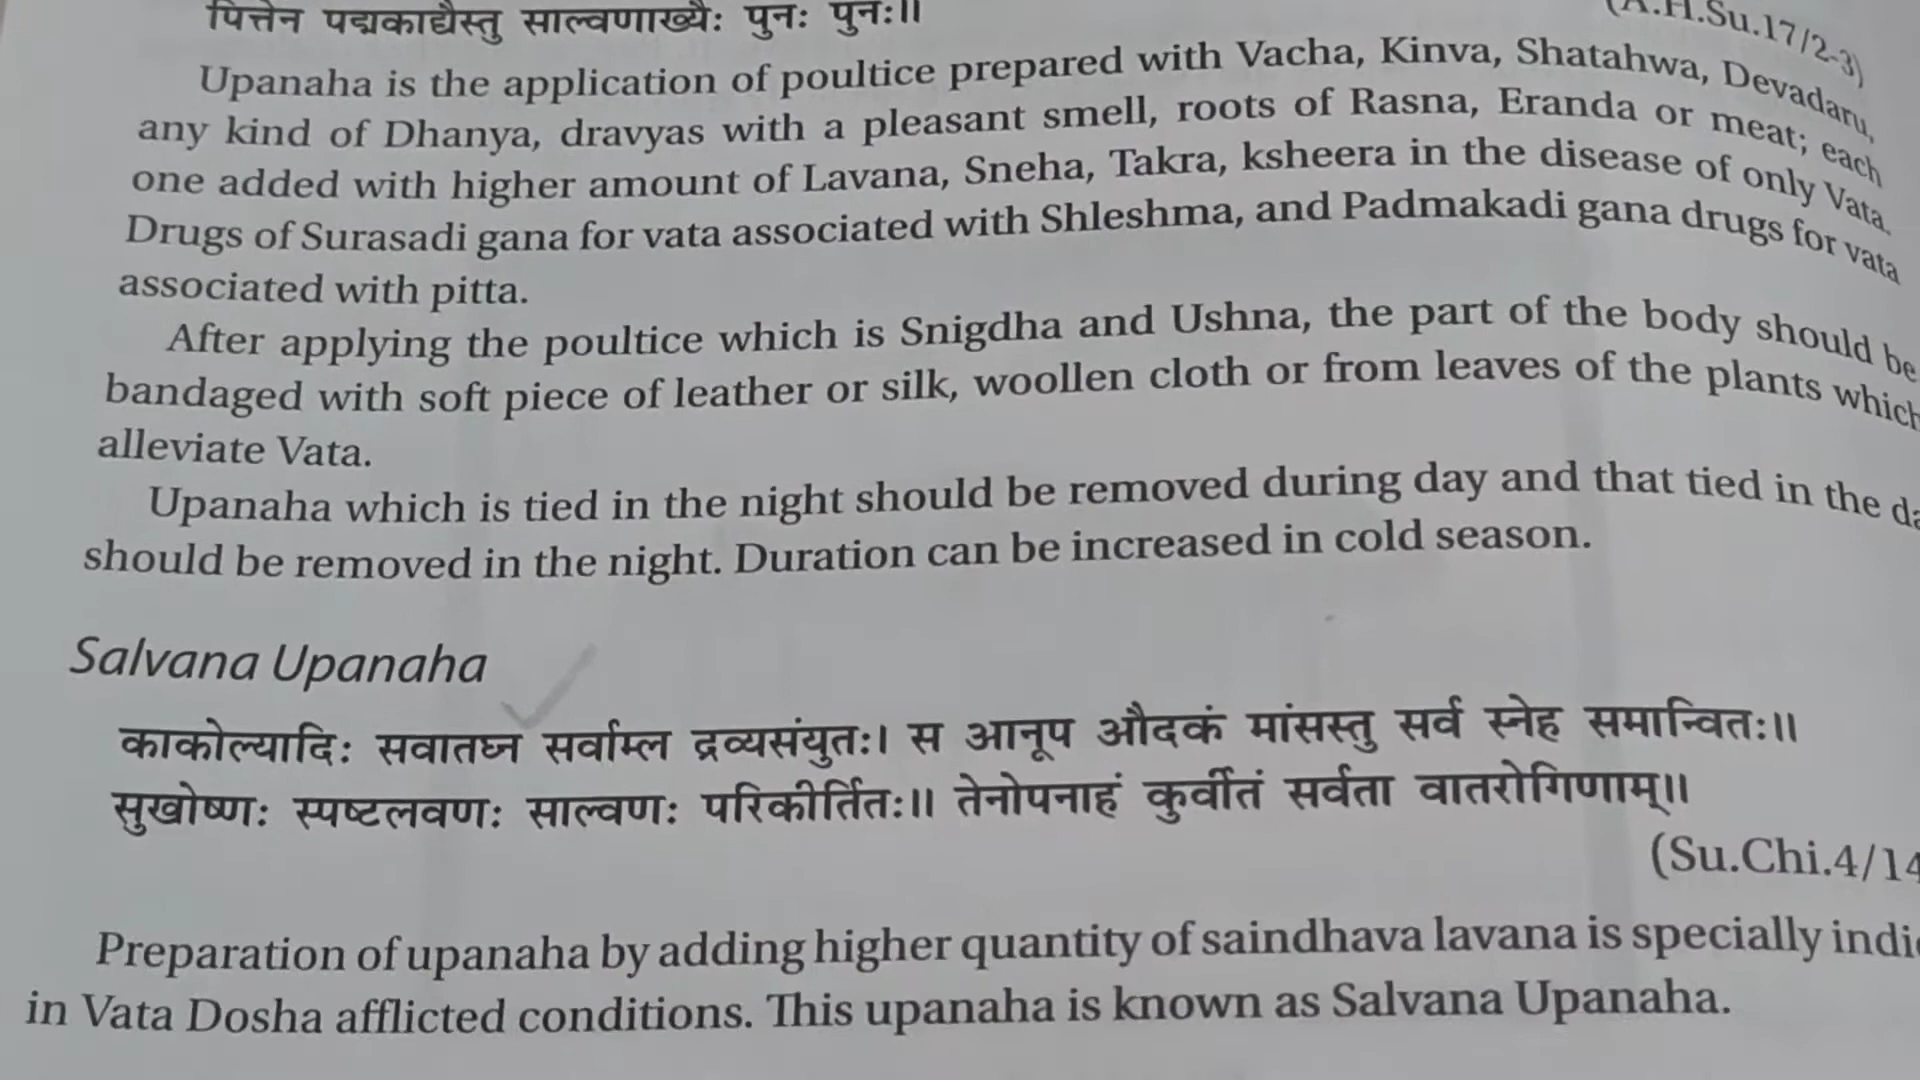 पित्तेन पद्मकाद्यैस्तु साल्वणाख्यैः पुनः पुनः॥
(A.H.Su.17/2-3)
Upanaha is the application of poultice prepared with Vacha, Kinva, Shatahwa, Devadaru,
any kind of Dhanya, dravyas with a pleasant smell, roots of Rasna, Eranda or meat; each
one added with higher amount of Lavana, Sneha, Takra, ksheera in the disease of only Vata.
Drugs of Surasadi gana for vata associated with Shleshma, and Padmakadi gana drugs for vata
associated with pitta.
After applying the poultice which is Snigdha and Ushna, the part of the body should be
bandaged with soft piece of leather or silk, woollen cloth or from leaves of the plants which
alleviate Vata.
Upanaha which is tied in the night should be removed during day and that tied in the da
should be removed in the night. Duration can be increased in cold season.
Salvana Upanaha
काकोल्यादिः सवातघ्न सर्वाम्ल द्रव्यसंयुतः। स आनूप औदकं मांसस्तु सर्व स्नेह समान्वितः॥
सुखोष्णः स्पष्टलवणः साल्वणः परिकीर्तितः॥ तेनोपनाहं कुर्वीतं सर्वता वातरोगिणाम्॥
(Su.Chi.4/14
Preparation of upanaha by adding higher quantity of saindhava lavana is specially indic
in Vata Dosha afflicted conditions. This upanaha is known as Salvana Upanaha.